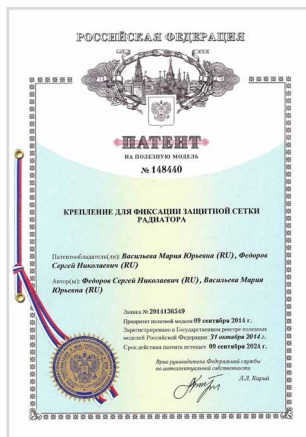 РОССИЙСКАЯ ФЕДЕРАЦИЯ
ПАТЕНТ
НА ПОЛЕЗНУЮ МОДЕЛЬ
№ 148440
КРЕПЛЕНИЕ ДЛЯ ФИКСАЦИИ ЗАЩИТНОЙ СЕТКИ
РАДИАТОРА
Патентообладатель(ли): Васильева Мария Юрьевна (RU), Федоров
Сергей Николаевич (RU)
Автор(ы): Федоров Сергей Николаевич (RU), Васильева Мария
Юрьевна (RU)
Заявка № 2014136549
Приоритет полезной модели 09 сентября 2014 г.
Зарегистрировано в Государственном реестре полезных
моделей Российской Федерации 31 октября 2014 г.
Срок действия патента истекает 09 сентября 2024 г.
Врио руководителя Федеральной службы
по интеллектуальной собственности
Л.Л. Кирий